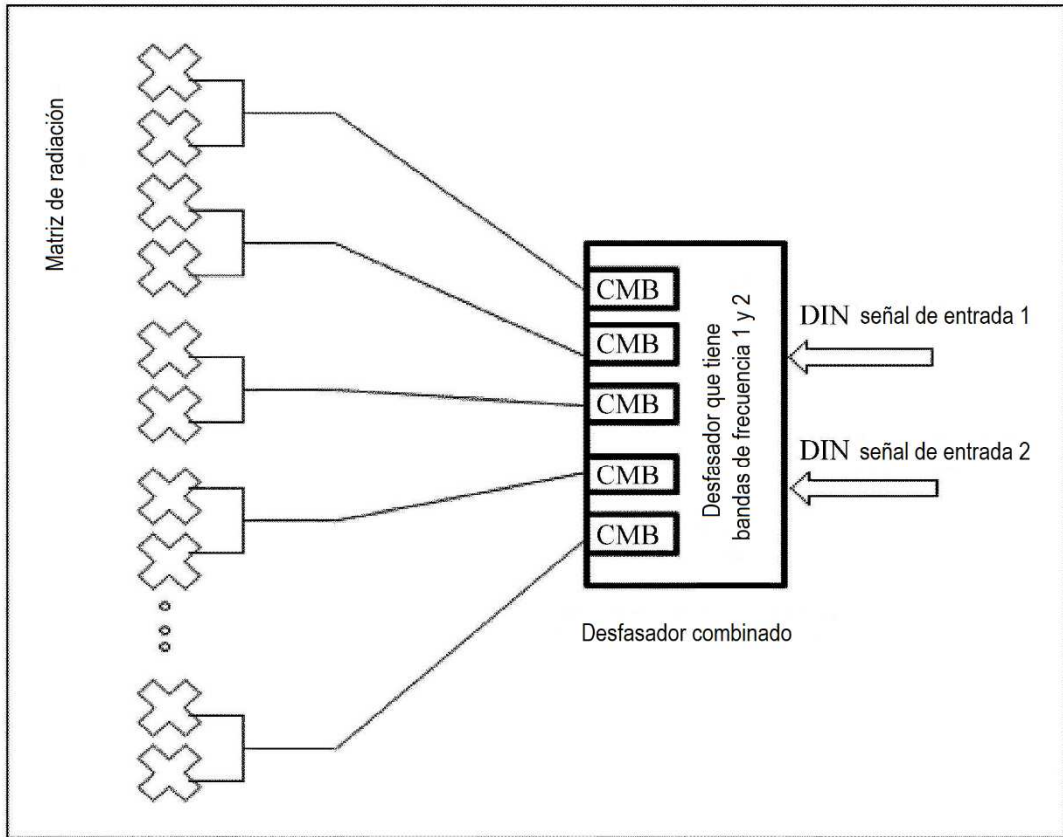 Matriz de radiación
CMB
CMB
CMB
CMB
CMB
Desfasador que tiene
bandas de frecuencia 1 y 2
DIN señal de entrada 1
DIN señal de entrada 2
Desfasador combinado